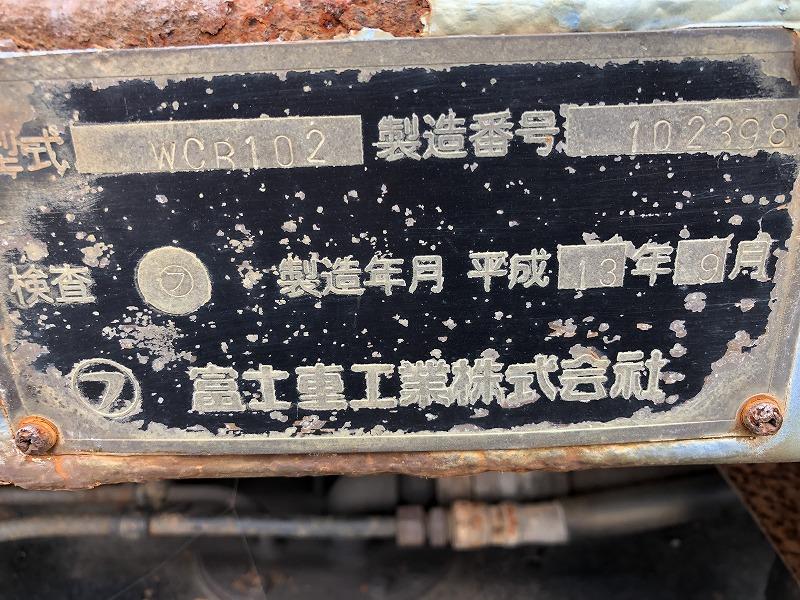 型式 WCB102 製造番号 102398
検査 フ 製造年月 平成 13 年 9 月
フ 富士重工業株式会社